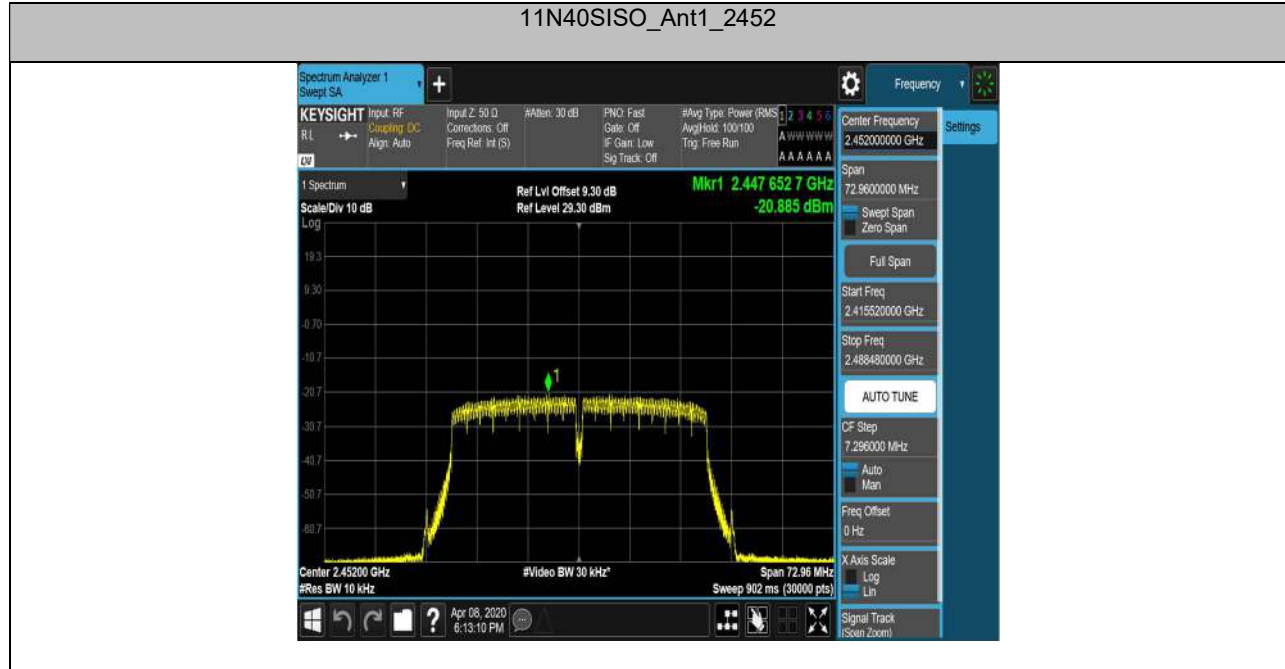 11N40SISO_Ant1_2452
Spectrum Analyzer 1
Swept SA
+
Frequency
KEYSIGHT
R L
Input: RF
Coupling: DC
Align: Auto
Input Z: 50 Ω
Corrections: Off
Freq Ref: Int (S)
#Atten: 30 dB
PNO: Fast
Gate: Off
IF Gain: Low
Sig Track: Off
#Avg Type: Power (RMS
Avg|Hold: 100/100
Trig: Free Run
1 2 3 4 5 6
A W W W W W
A A A A A A
Center Frequency
2.452000000 GHz
Settings
1 Spectrum
Scale/Div 10 dB
Ref Lvl Offset 9.30 dB
Ref Level 29.30 dBm
Mkr1 2.447 652 7 GHz
-20.885 dBm
Span
72.9600000 MHz
Swept Span
Zero Span
Full Span
Start Freq
2.415520000 GHz
Stop Freq
2.488480000 GHz
AUTO TUNE
CF Step
7.296000 MHz
Auto
Man
Freq Offset
0 Hz
X Axis Scale
Log
Lin
Signal Track
(Span Zoom)
Log
19.3
9.30
-0.70
-10.7
-20.7
-30.7
-40.7
-50.7
-60.7
1
Center 2.45200 GHz
#Video BW 30 kHz*
Span 72.96 MHz
#Res BW 10 kHz
Sweep 902 ms (30000 pts)
?
Apr 08, 2020
6:13:10 PM